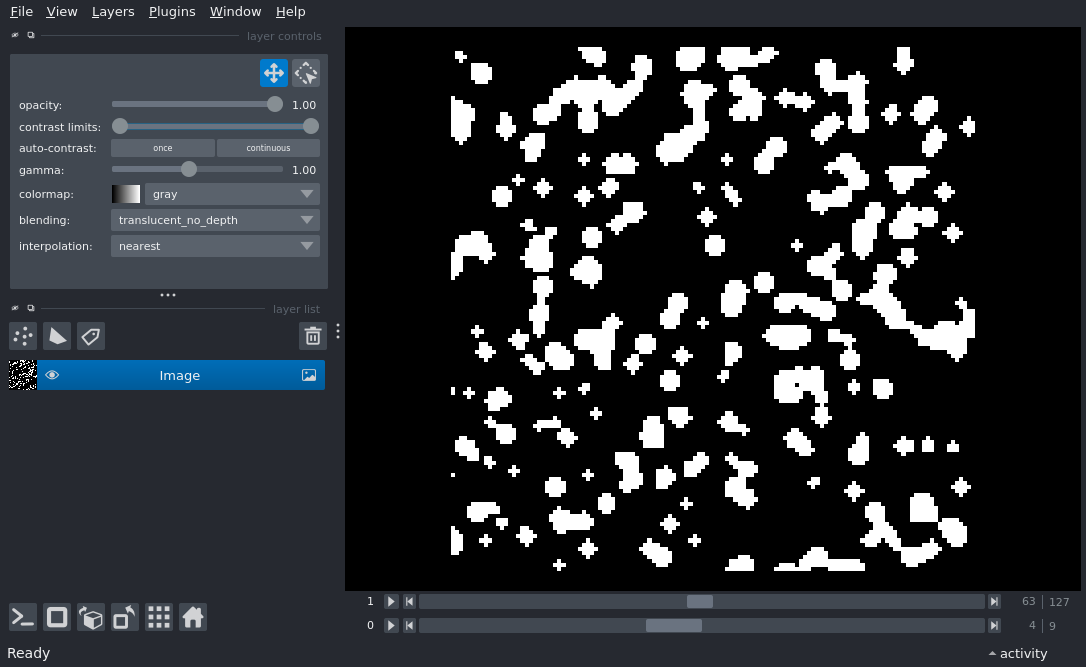 File View Layers Plugins Window Help
layer controls
opacity: 1.00
contrast limits:
auto-contrast: once continuous
gamma: 1.00
colormap: gray
blending: translucent_no_depth
interpolation: nearest
layer list
Image
1 63 | 127
0 4 | 9
Ready activity